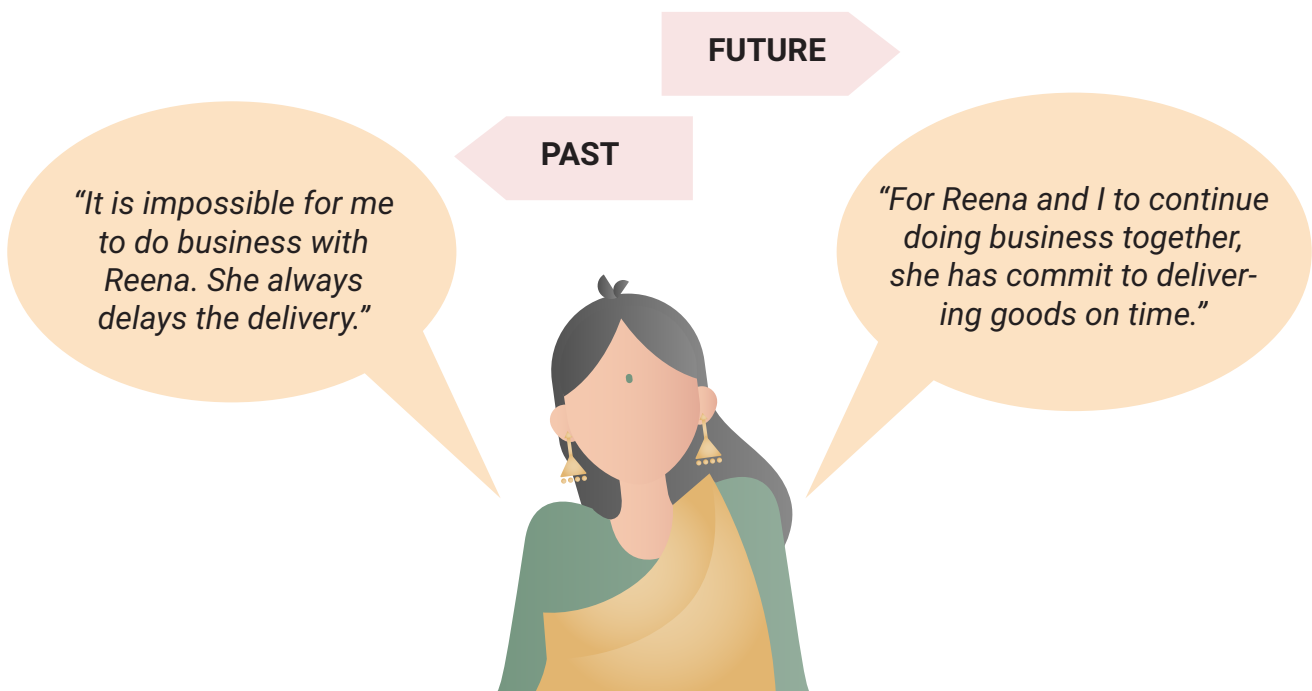 FUTURE
PAST
“It is impossible for me
to do business with
Reena. She always
delays the delivery.”
“For Reena and I to continue
doing business together,
she has commit to deliver-
ing goods on time.”